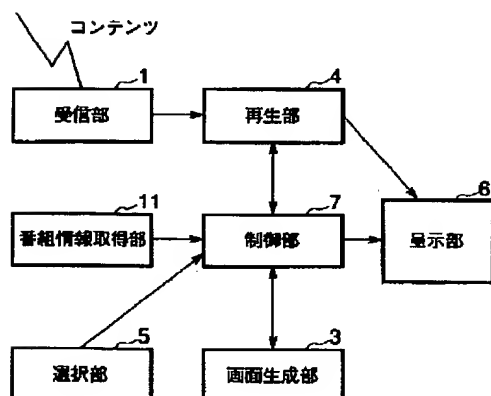 コンテンツ
1
受信部
4
再生部
6
呈示部
11
番組情報取得部
7
制御部
5
選択部
3
画面生成部